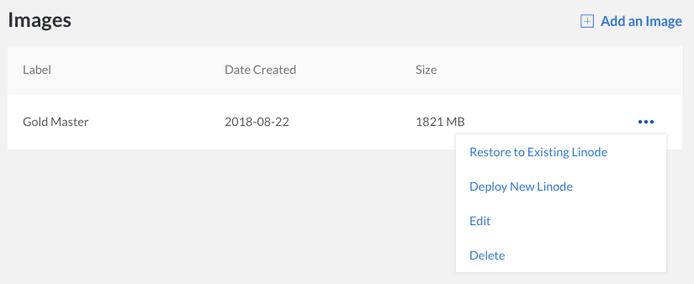 Images
Add an Image
Label Date Created Size
Gold Master 2018-08-22 1821 MB
Restore to Existing Linode
Deploy New Linode
Edit
Delete